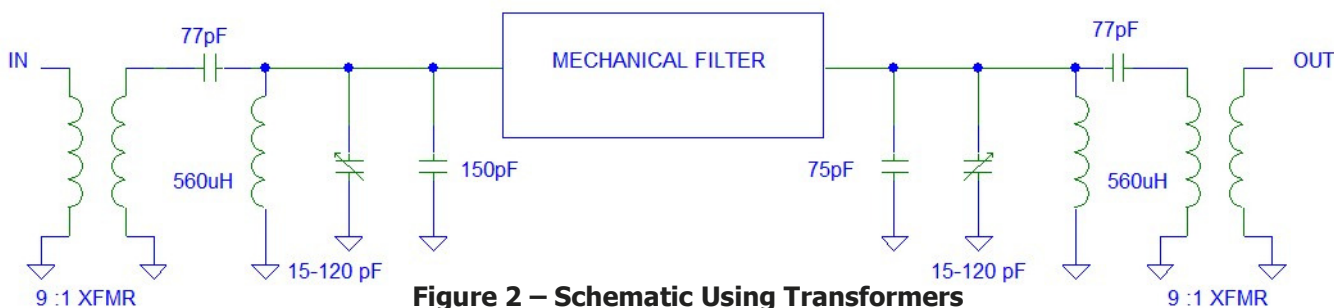 77pF
77pF
IN
MECHANICAL FILTER
OUT
560uH
150pF
75pF
560uH
15-120 pF
15-120 pF
9 :1 XFMR
9 :1 XFMR
Figure 2 – Schematic Using Transformers